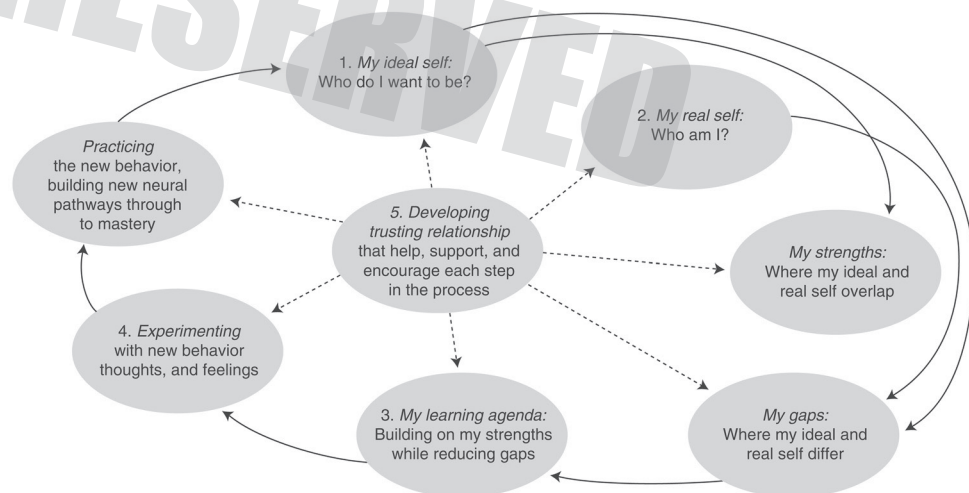 RESERVED
1. My ideal self:
Who do I want to be?
2. My real self:
Who am I?
Practicing
the new behavior,
building new neural
pathways through
to mastery
5. Developing
trusting relationship
that help, support, and
encourage each step
in the process
My strengths:
Where my ideal and
real self overlap
4. Experimenting
with new behavior
thoughts, and feelings
3. My learning agenda:
Building on my strengths
while reducing gaps
My gaps:
Where my ideal and
real self differ